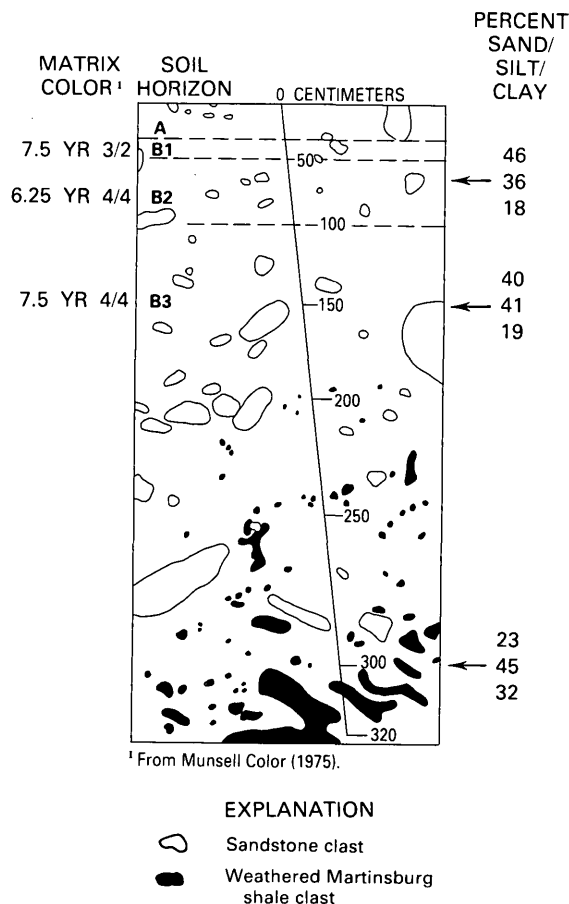 PERCENT
SAND/
SILT/
CLAY
MATRIX
COLOR¹
SOIL
HORIZON
0 CENTIMETERS
A
7.5 YR 3/2
B1
50
46
36
18
6.25 YR 4/4
B2
100
40
41
19
7.5 YR 4/4
B3
150
200
250
23
45
32
300
320
¹ From Munsell Color (1975).
EXPLANATION
Sandstone clast
Weathered Martinsburg
shale clast